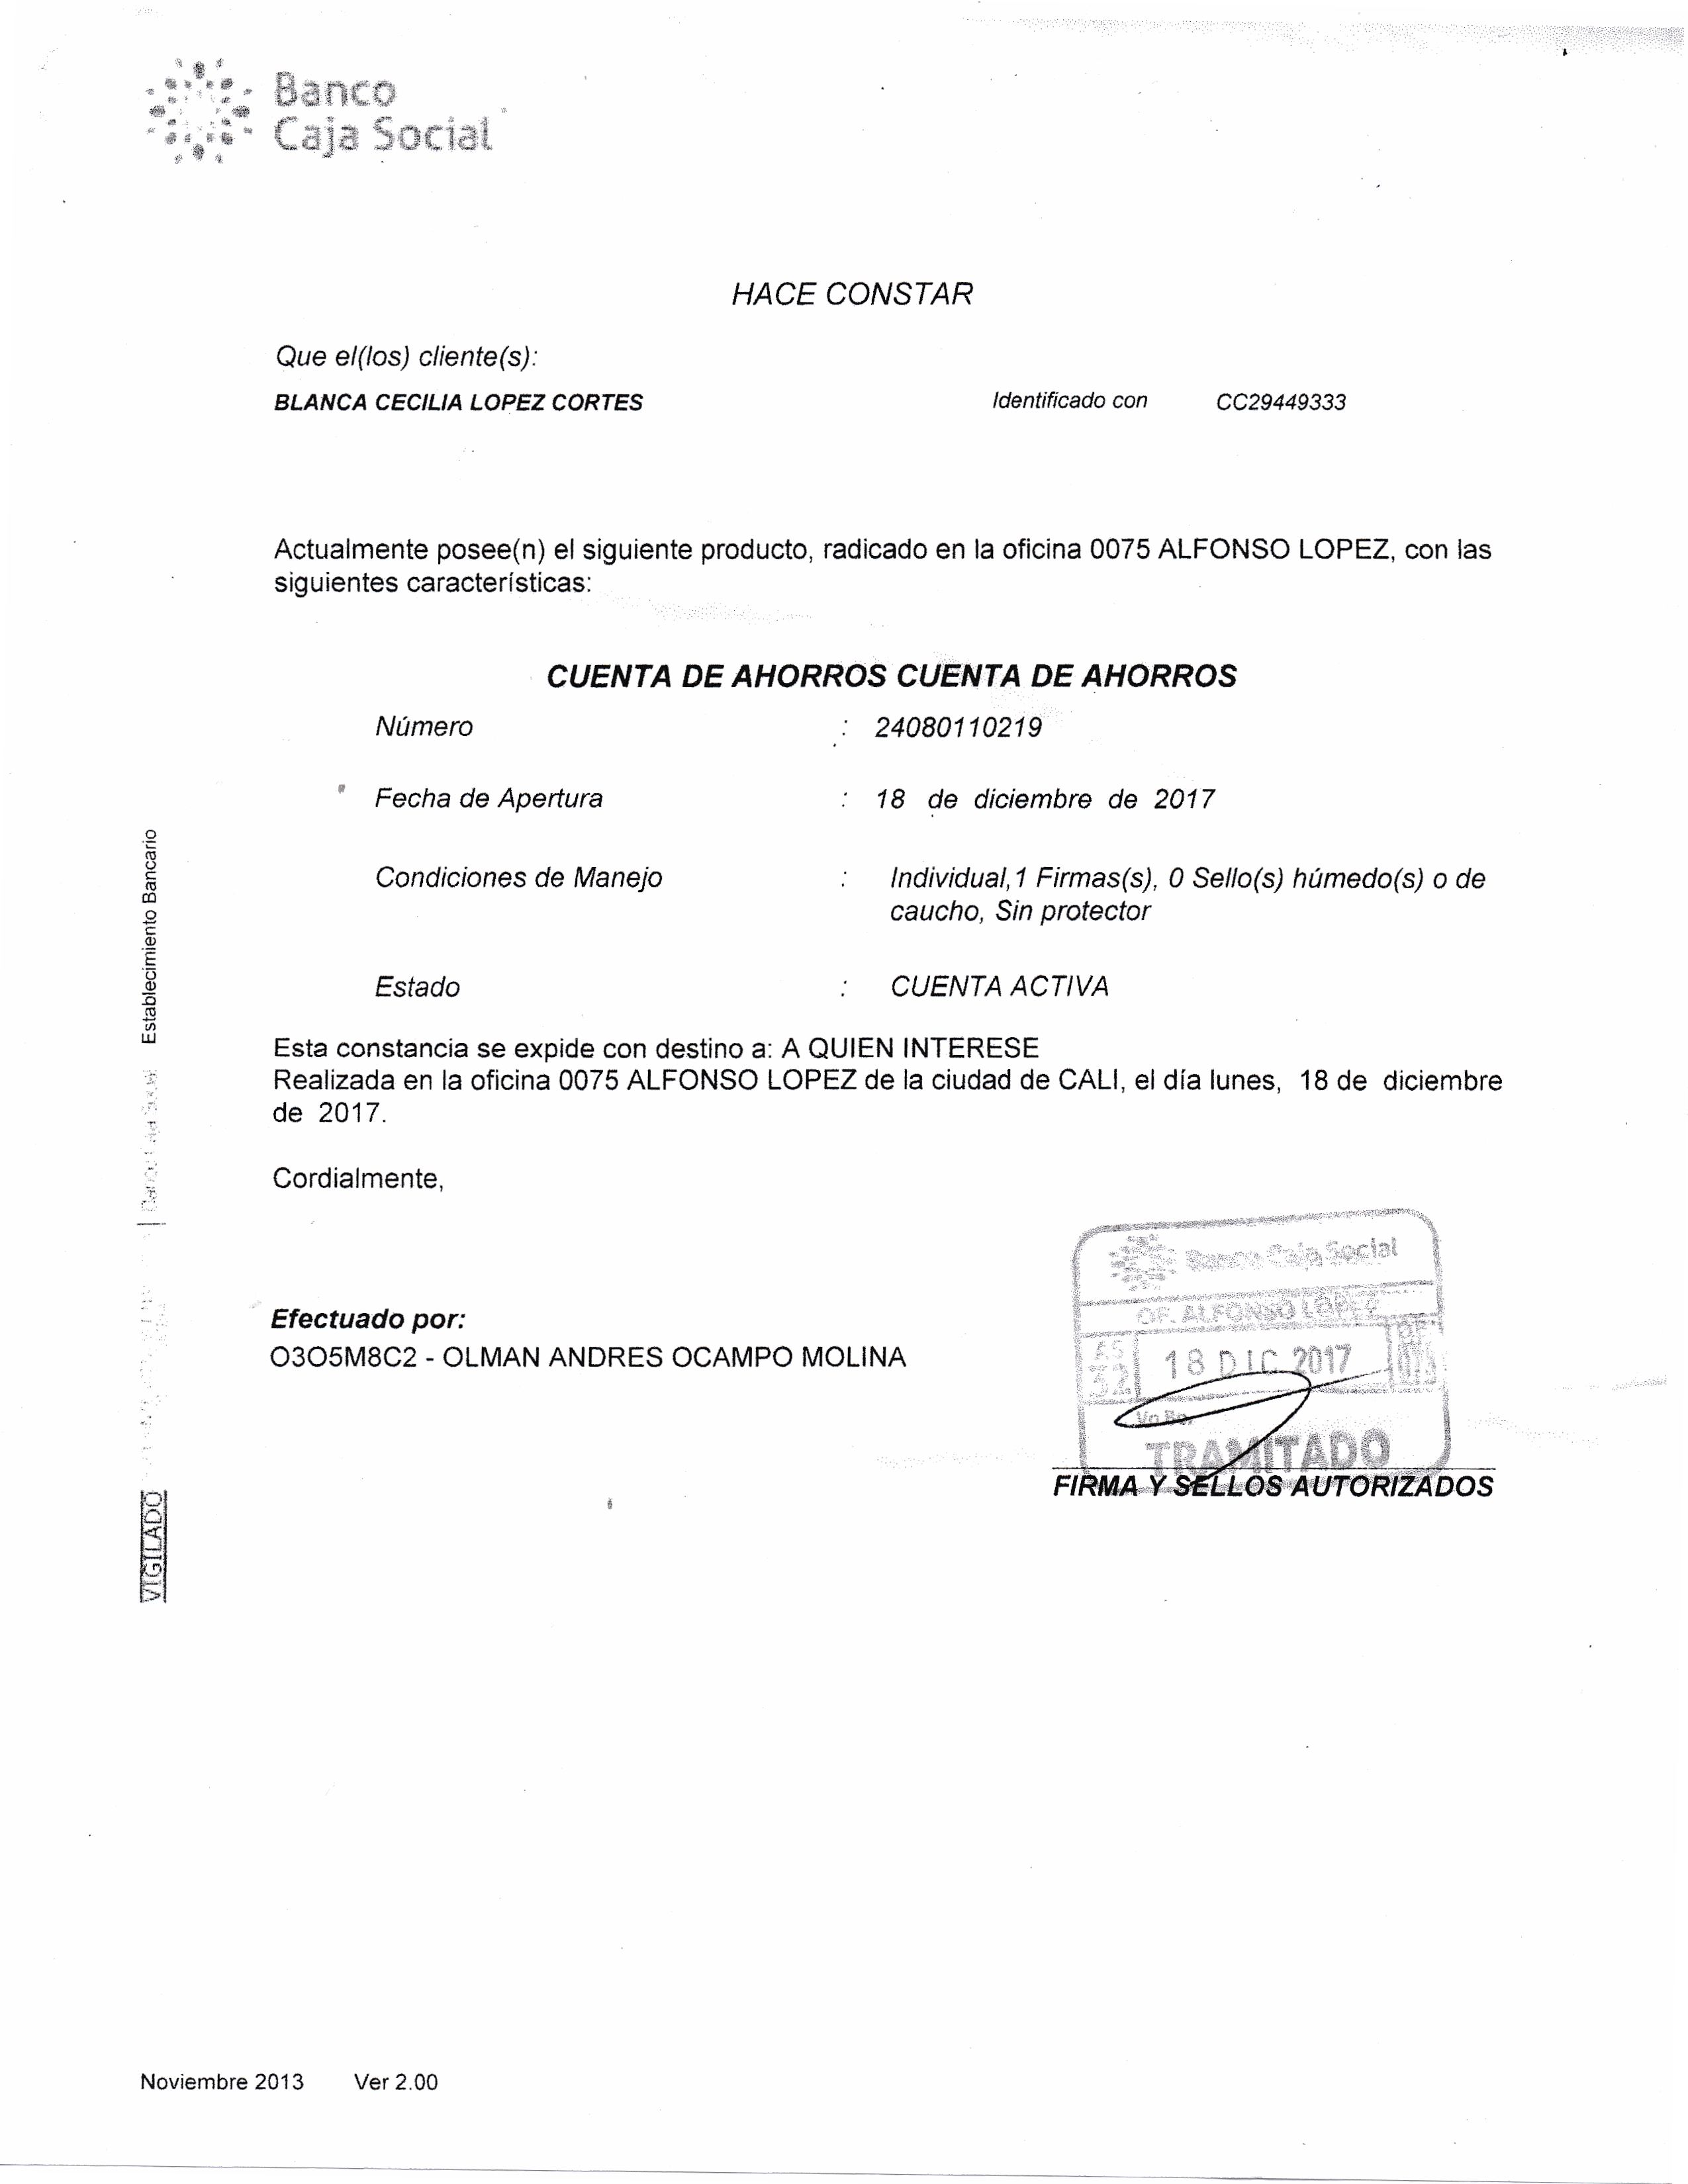 Banco
Caja Social
HACE CONSTAR
Que el(los) cliente(s):
BLANCA CECILIA LOPEZ CORTES Identificado con CC29449333
Actualmente posee(n) el siguiente producto, radicado en la oficina 0075 ALFONSO LOPEZ, con las
siguientes características:
CUENTA DE AHORROS CUENTA DE AHORROS
Número : 24080110219
Fecha de Apertura : 18 de diciembre de 2017
Condiciones de Manejo : Individual,1 Firmas(s), 0 Sello(s) húmedo(s) o de
caucho, Sin protector
Estado : CUENTA ACTIVA
Esta constancia se expide con destino a: A QUIEN INTERESE
Realizada en la oficina 0075 ALFONSO LOPEZ de la ciudad de CALI, el día lunes, 18 de diciembre
de 2017.
Cordialmente,
Efectuado por:
O3O5M8C2 - OLMAN ANDRES OCAMPO MOLINA
Banco Caja Social
OF. ALFONSO LOPEZ
18 DIC 2017
Vo.Bo.
TRAMITADO
FIRMA Y SELLOS AUTORIZADOS
Establecimiento Bancario
VIGILADO
Noviembre 2013 Ver 2.00